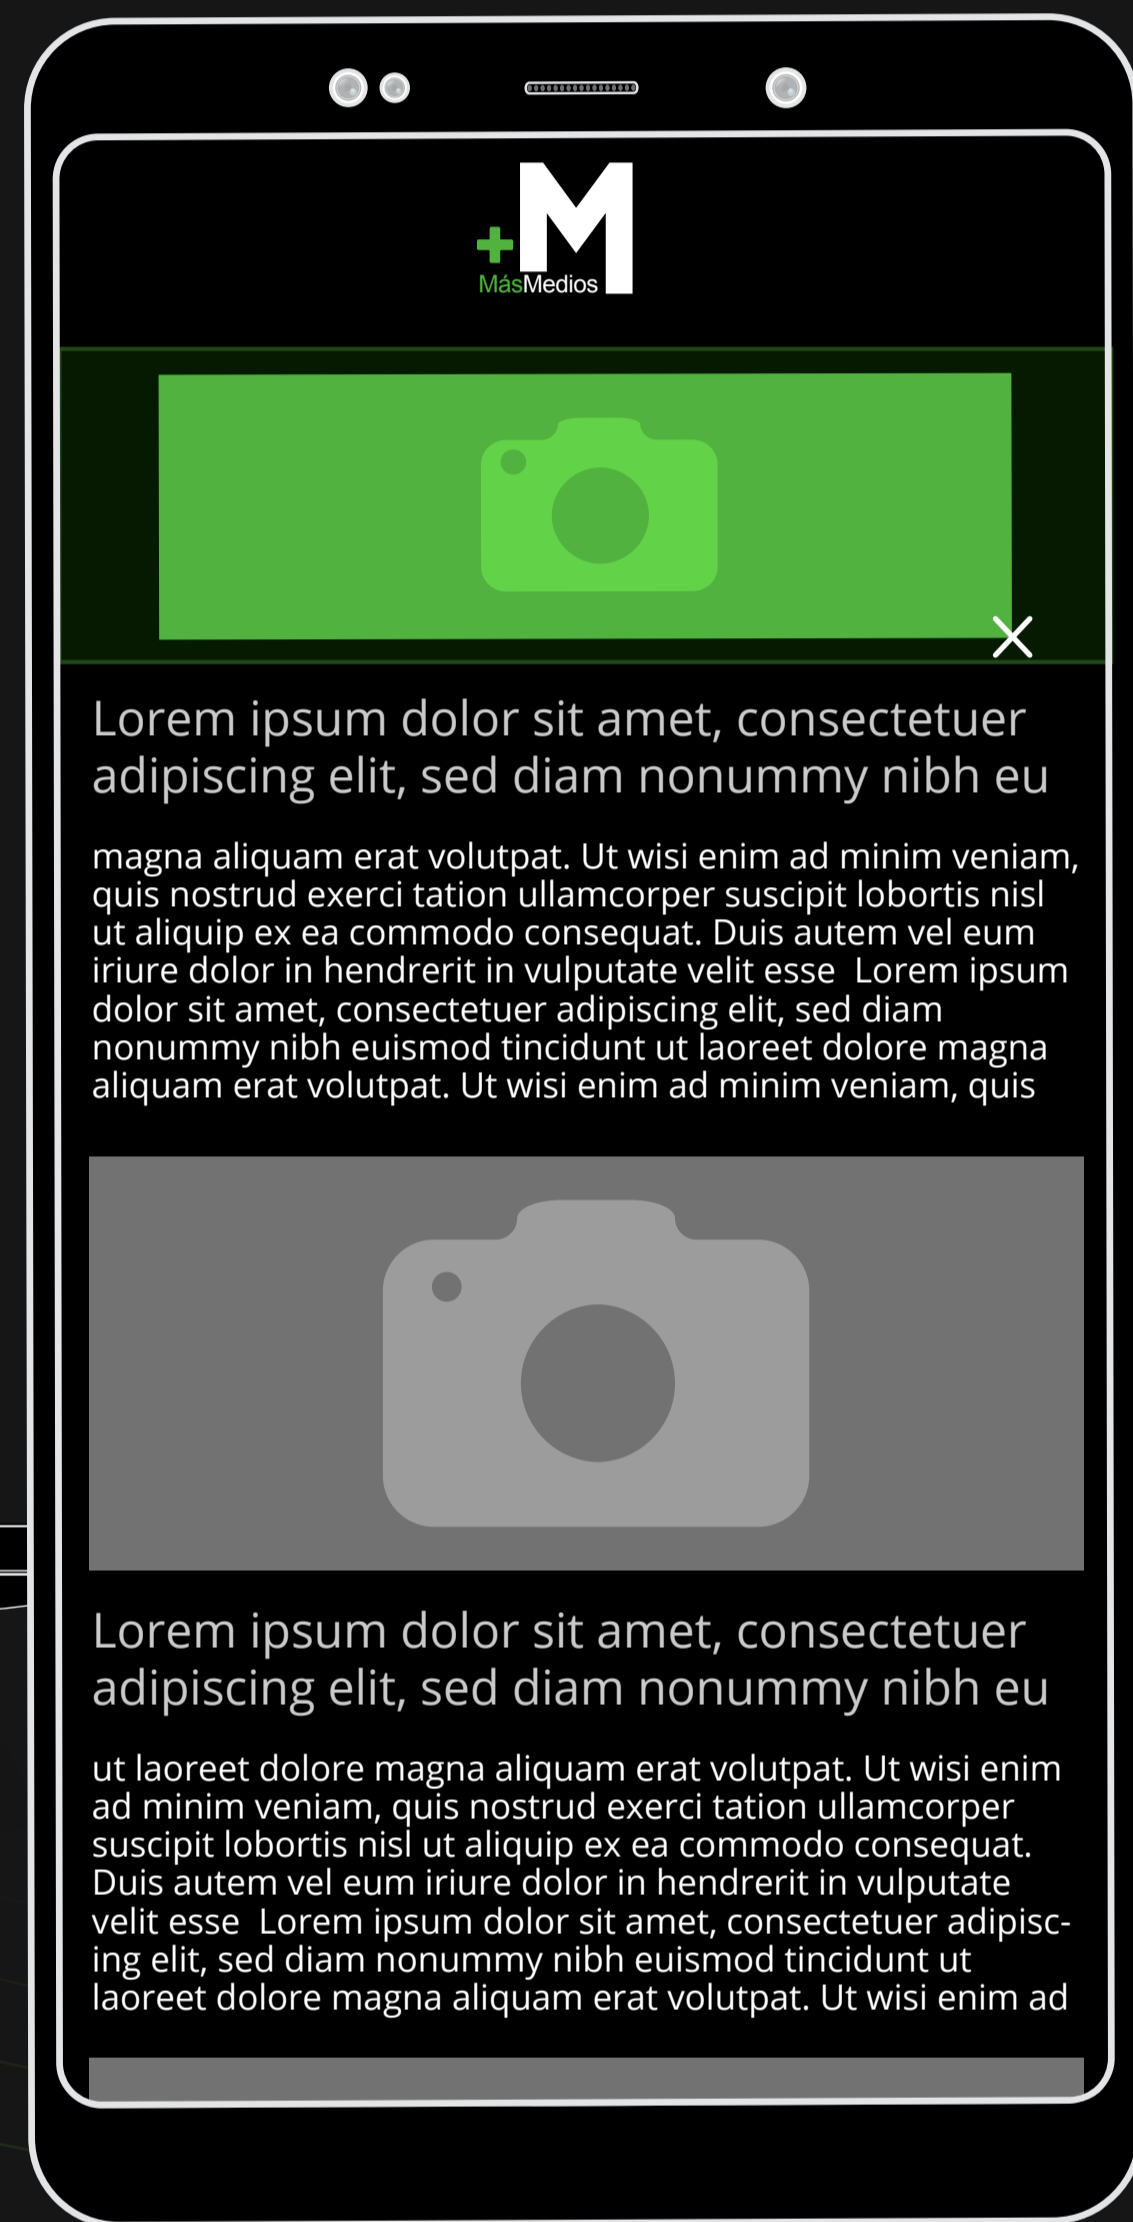 +M
MásMedios
Lorem ipsum dolor sit amet, consectetuer
adipiscing elit, sed diam nonummy nibh eu
magna aliquam erat volutpat. Ut wisi enim ad minim veniam,
quis nostrud exerci tation ullamcorper suscipit lobortis nisl
ut aliquip ex ea commodo consequat. Duis autem vel eum
iriure dolor in hendrerit in vulputate velit esse  Lorem ipsum
dolor sit amet, consectetuer adipiscing elit, sed diam
nonummy nibh euismod tincidunt ut laoreet dolore magna
aliquam erat volutpat. Ut wisi enim ad minim veniam, quis
Lorem ipsum dolor sit amet, consectetuer
adipiscing elit, sed diam nonummy nibh eu
ut laoreet dolore magna aliquam erat volutpat. Ut wisi enim
ad minim veniam, quis nostrud exerci tation ullamcorper
suscipit lobortis nisl ut aliquip ex ea commodo consequat.
Duis autem vel eum iriure dolor in hendrerit in vulputate
velit esse  Lorem ipsum dolor sit amet, consectetuer adipisc-
ing elit, sed diam nonummy nibh euismod tincidunt ut
laoreet dolore magna aliquam erat volutpat. Ut wisi enim ad